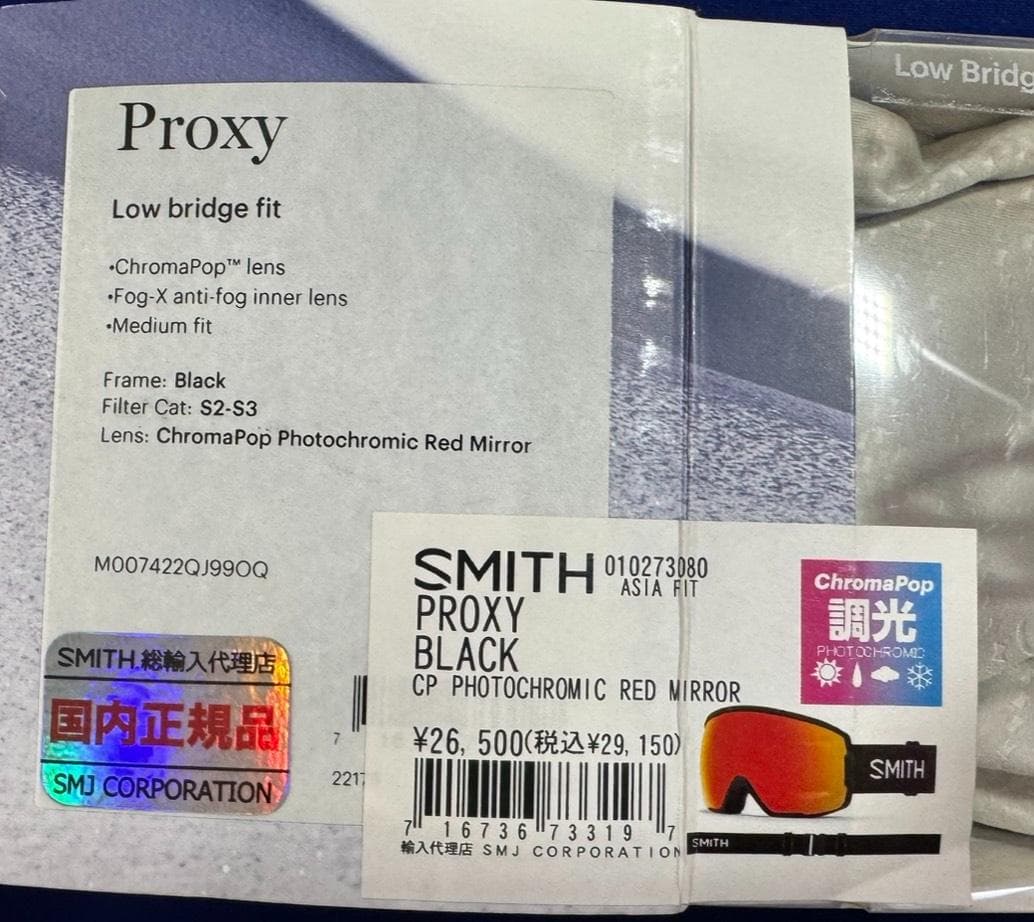 Low Bridg
Proxy
Low bridge fit
•ChromaPop™ lens
•Fog-X anti-fog inner lens
•Medium fit
Frame: Black
Filter Cat: S2-S3
Lens: ChromaPop Photochromic Red Mirror
M007422QJ99OQ
SMITH 総輸入代理店
国内正規品
SMJ CORPORATION
7
2217
SMITH 010273080
ASIA FIT
PROXY
BLACK
CP PHOTOCHROMIC RED MIRROR
¥26,500(税込¥29,150)
7 16736 73319 7
輸入代理店 SMJ CORPORATION
ChromaPop
調光
PHOTOCHROMIC
SMITH
SMITH